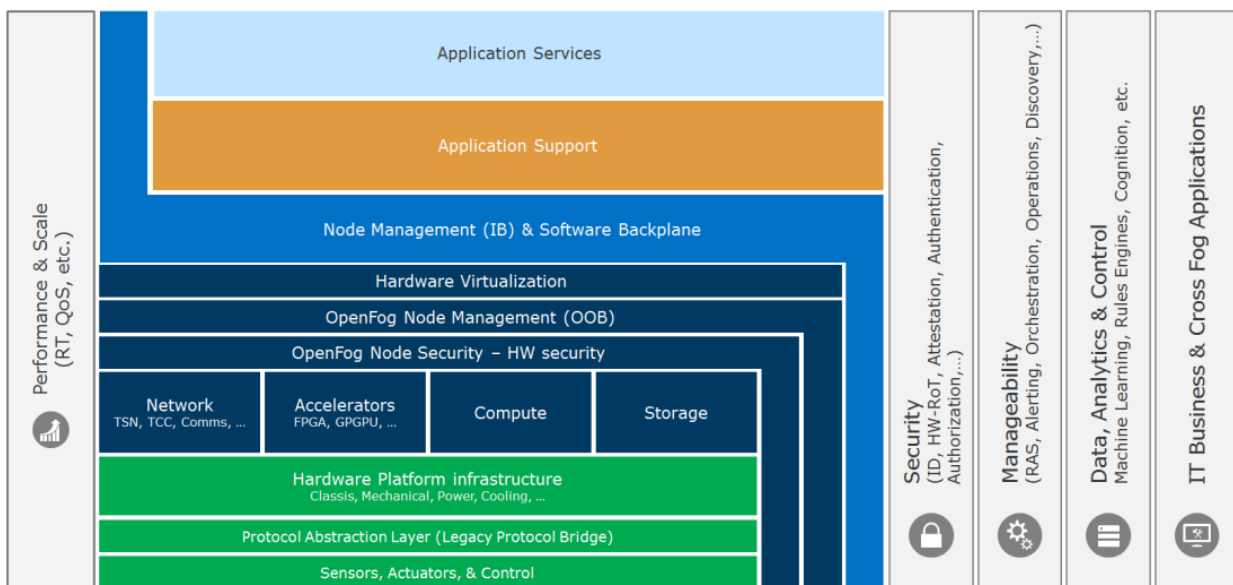 Performance & Scale
(RT, QoS, etc.)
Application Services
Application Support
Node Management (IB) & Software Backplane
Hardware Virtualization
OpenFog Node Management (OOB)
OpenFog Node Security – HW security
Network
TSN, TCC, Comms, ...
Accelerators
FPGA, GPGPU, ...
Compute
Storage
Hardware Platform infrastructure
Classis, Mechanical, Power, Cooling, ...
Protocol Abstraction Layer (Legacy Protocol Bridge)
Sensors, Actuators, & Control
Security
(ID, HW-RoT, Attestation, Authentication,
Authorization,...)
Manageability
(RAS, Alerting, Orchestration, Operations, Discovery,...)
Data, Analytics & Control
Machine Learning, Rules Engines, Cognition, etc.
IT Business & Cross Fog Applications